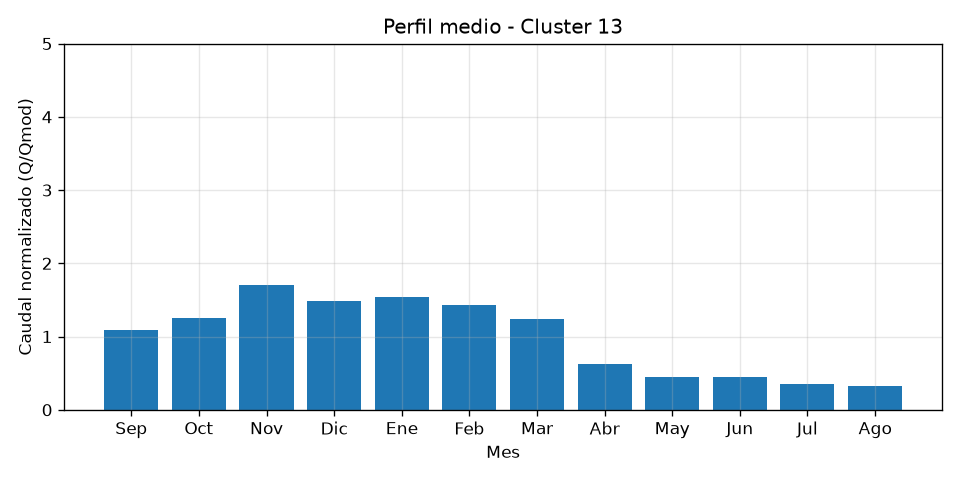 Perfil medio - Cluster 13
Caudal normalizado (Q/Qmod)
5
4
3
2
1
0
Sep Oct Nov Dic Ene Feb Mar Abr May Jun Jul Ago
Mes